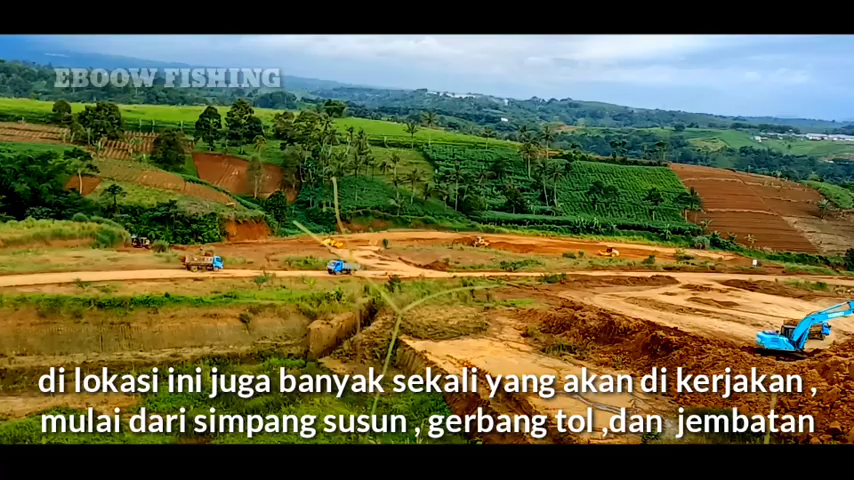 EBOOW FISHING
di lokasi ini juga banyak sekali yang akan di kerjakan ,
mulai dari simpang susun , gerbang tol ,dan jembatan